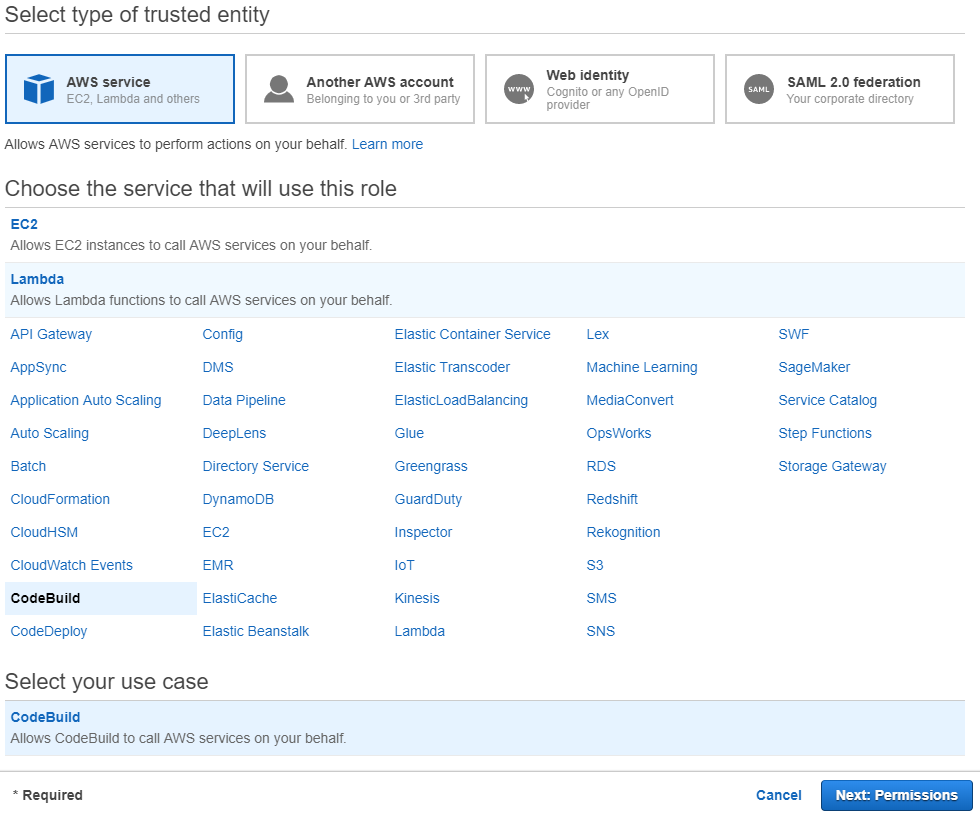 Select type of trusted entity
AWS service
EC2, Lambda and others
Another AWS account
Belonging to you or 3rd party
www
Web identity
Cognito or any OpenID
provider
SAML
SAML 2.0 federation
Your corporate directory
Allows AWS services to perform actions on your behalf. Learn more
Choose the service that will use this role
EC2
Allows EC2 instances to call AWS services on your behalf.
Lambda
Allows Lambda functions to call AWS services on your behalf.
API Gateway Config Elastic Container Service Lex SWF
AppSync DMS Elastic Transcoder Machine Learning SageMaker
Application Auto Scaling Data Pipeline ElasticLoadBalancing MediaConvert Service Catalog
Auto Scaling DeepLens Glue OpsWorks Step Functions
Batch Directory Service Greengrass RDS Storage Gateway
CloudFormation DynamoDB GuardDuty Redshift
CloudHSM EC2 Inspector Rekognition
CloudWatch Events EMR IoT S3
CodeBuild ElastiCache Kinesis SMS
CodeDeploy Elastic Beanstalk Lambda SNS
Select your use case
CodeBuild
Allows CodeBuild to call AWS services on your behalf.
* Required Cancel Next: Permissions